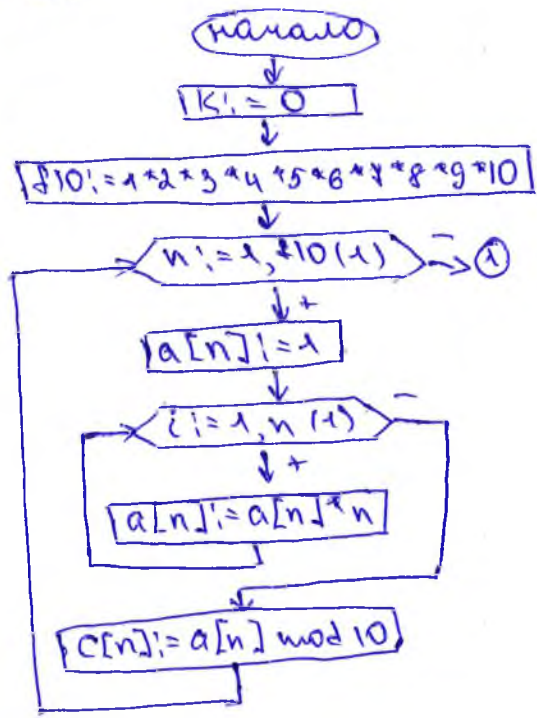 начало
K:=0
f10:=1*2*3*4*5*6*7*8*9*10
n:=1,f10(1)
-
1
+
a[n]:=1
i:=1,n(1)
-
+
a[n]:=a[n]*n
C[n]:=a[n] mod 10